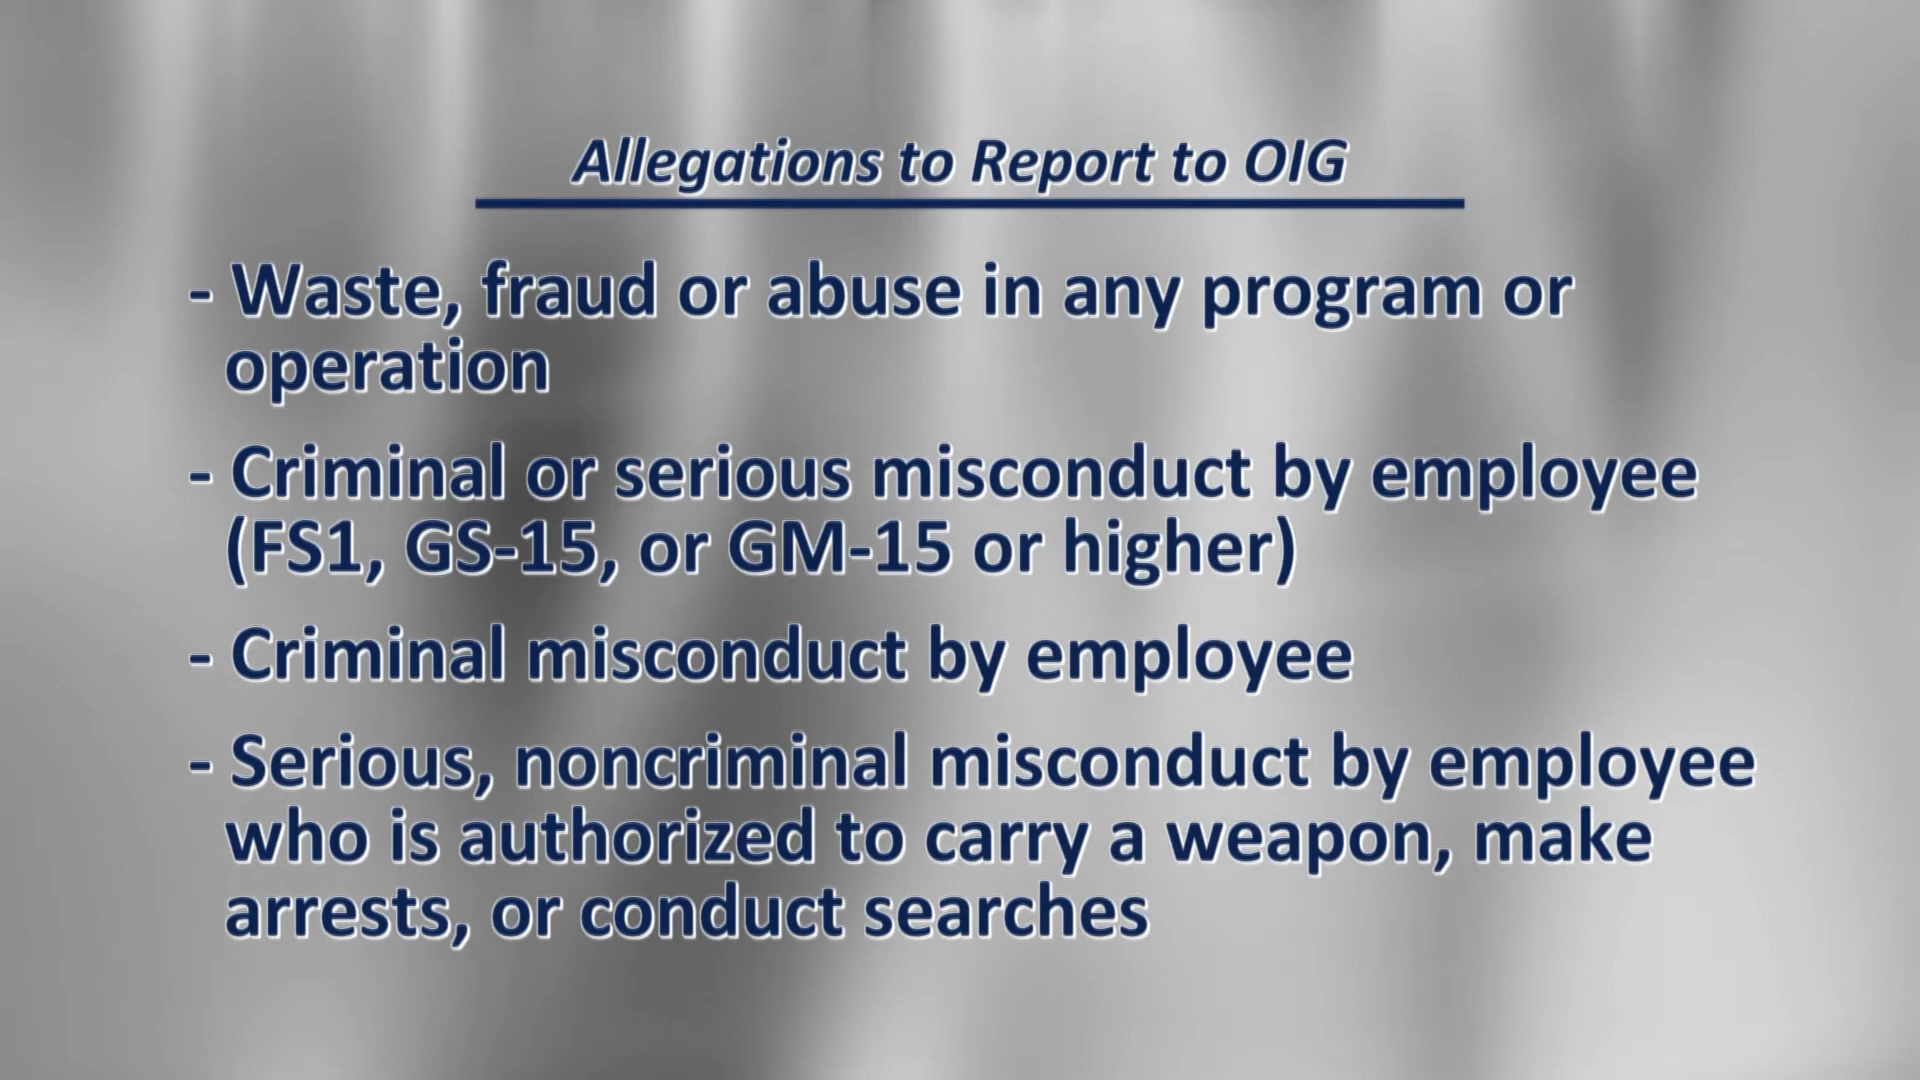 Allegations to Report to OIG
- Waste, fraud or abuse in any program or
operation
- Criminal or serious misconduct by employee
(FS1, GS-15, or GM-15 or higher)
- Criminal misconduct by employee
- Serious, noncriminal misconduct by employee
who is authorized to carry a weapon, make
arrests, or conduct searches